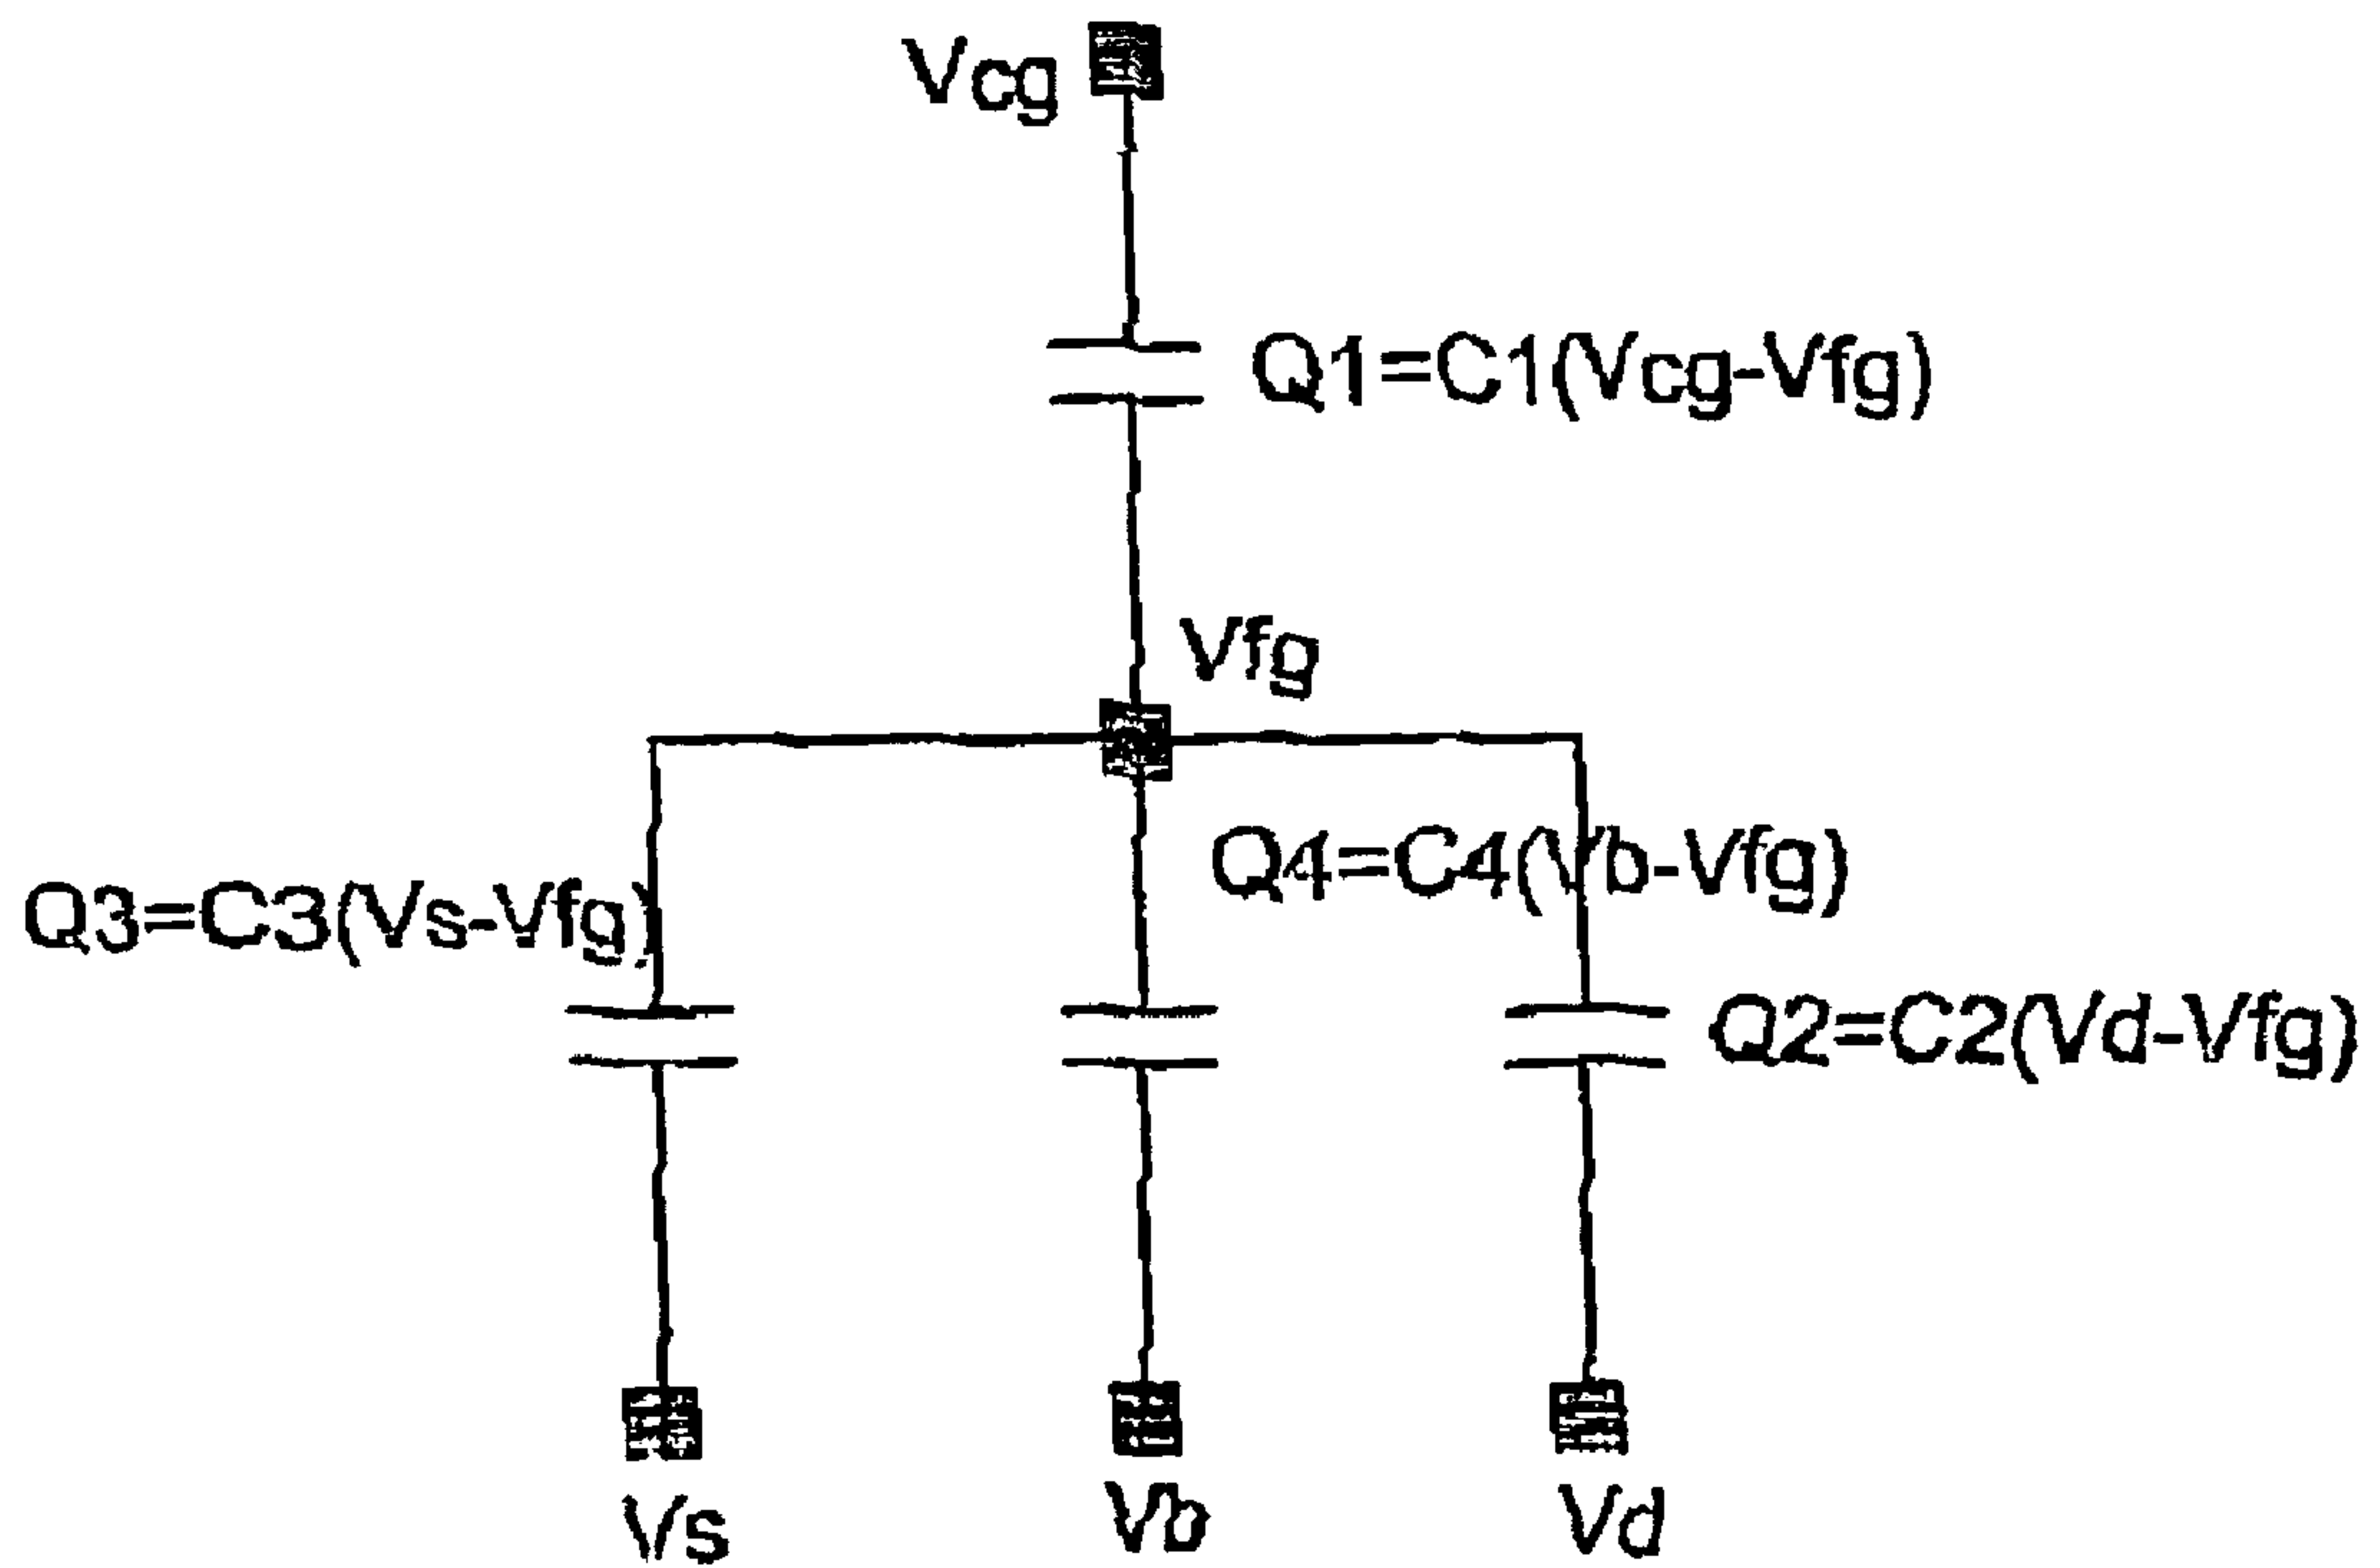 Vcg
Q1=C1(Vcg-Vfg)
Vfg
Q4=C4(Vb-Vfg)
Q3=C3(Vs-Vfg)
Q2=C2(Vd-Vfg)
Vs
Vb
Vd